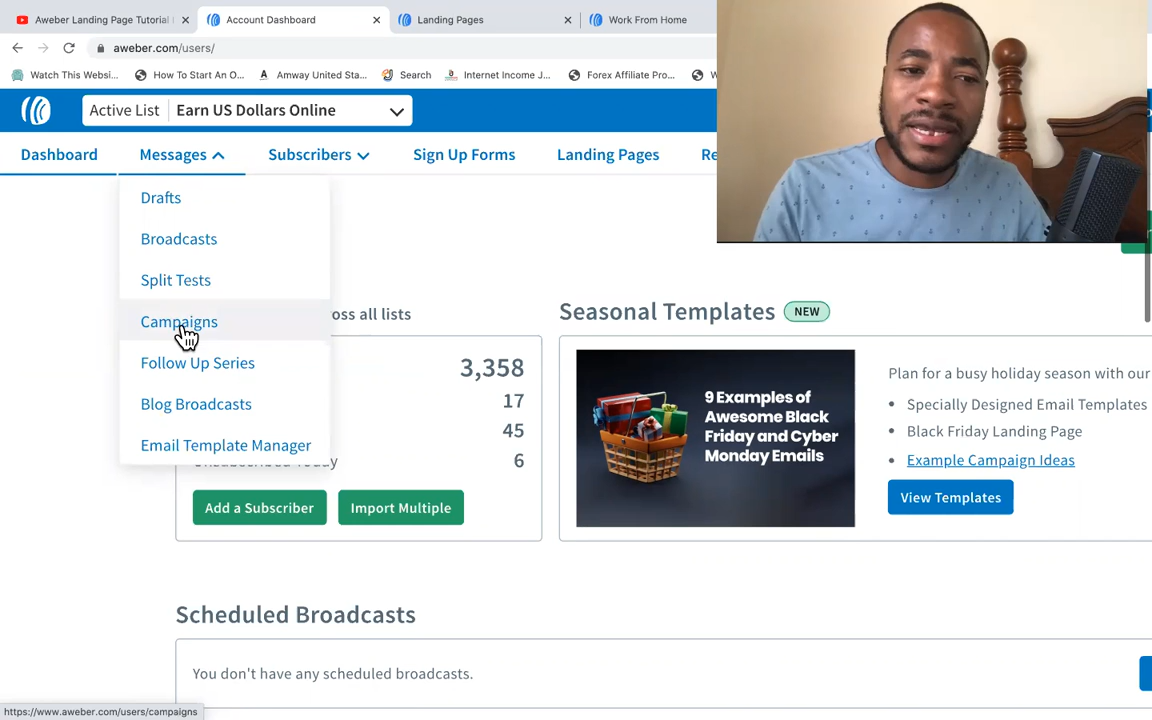 Aweber Landing Page Tutorial
Account Dashboard
Landing Pages
Work From Home
aweber.com/users/
Watch This Websi...
How To Start An O...
Amway United Sta...
Search
Internet Income J...
Forex Affiliate Pro...
Active List
Earn US Dollars Online
Dashboard
Messages
Subscribers
Sign Up Forms
Landing Pages
Drafts
Broadcasts
Split Tests
Campaigns
Follow Up Series
Blog Broadcasts
Email Template Manager
oss all lists
3,358
17
45
6
Add a Subscriber
Import Multiple
Seasonal Templates
NEW
9 Examples of
Awesome Black
Friday and Cyber
Monday Emails
Plan for a busy holiday season with our
• Specially Designed Email Templates
• Black Friday Landing Page
• Example Campaign Ideas
View Templates
Scheduled Broadcasts
You don't have any scheduled broadcasts.
https://www.aweber.com/users/campaigns